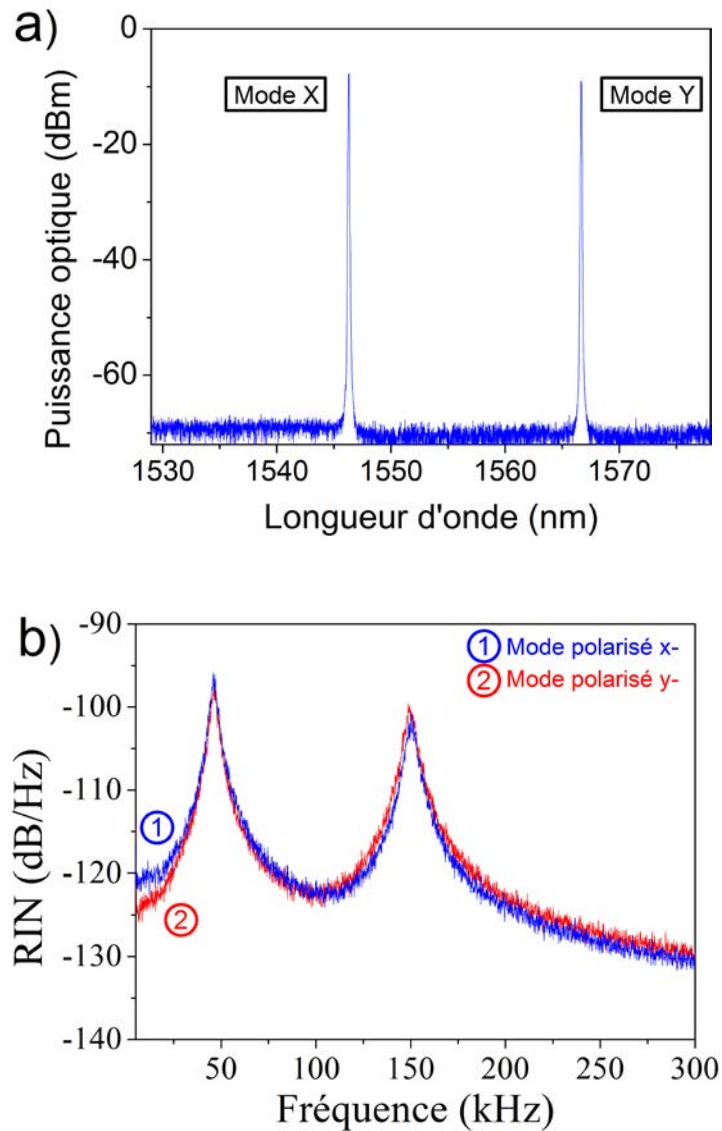 a)
Puissance optique (dBm)
0
-20
-40
-60
Mode X
Mode Y
1530 1540 1550 1560 1570
Longueur d'onde (nm)
b)
RIN (dB/Hz)
-90
-100
-110
-120
-130
-140
1 Mode polarisé x-
2 Mode polarisé y-
1
2
50 100 150 200 250 300
Fréquence (kHz)